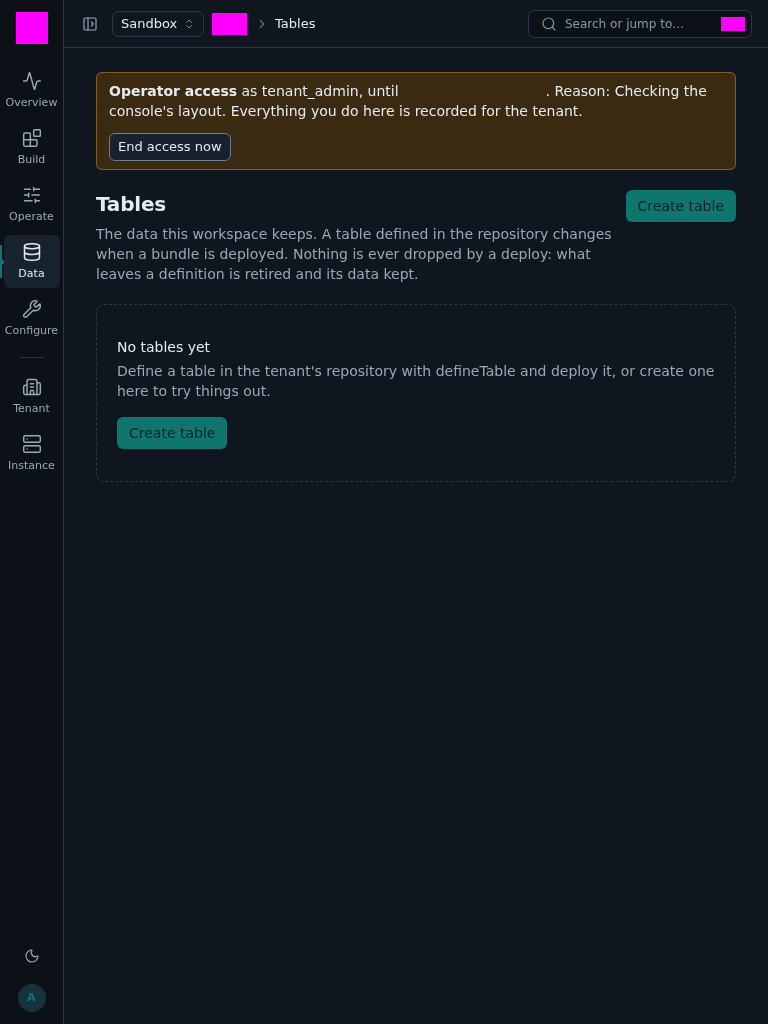 Sandbox
Tables
Search or jump to…
Overview
Build
Operate
Data
Configure
Tenant
Instance
A
Operator access as tenant_admin, until . Reason: Checking the
console's layout. Everything you do here is recorded for the tenant.
End access now
Tables
Create table
The data this workspace keeps. A table defined in the repository changes
when a bundle is deployed. Nothing is ever dropped by a deploy: what
leaves a definition is retired and its data kept.
No tables yet
Define a table in the tenant's repository with defineTable and deploy it, or create one
here to try things out.
Create table